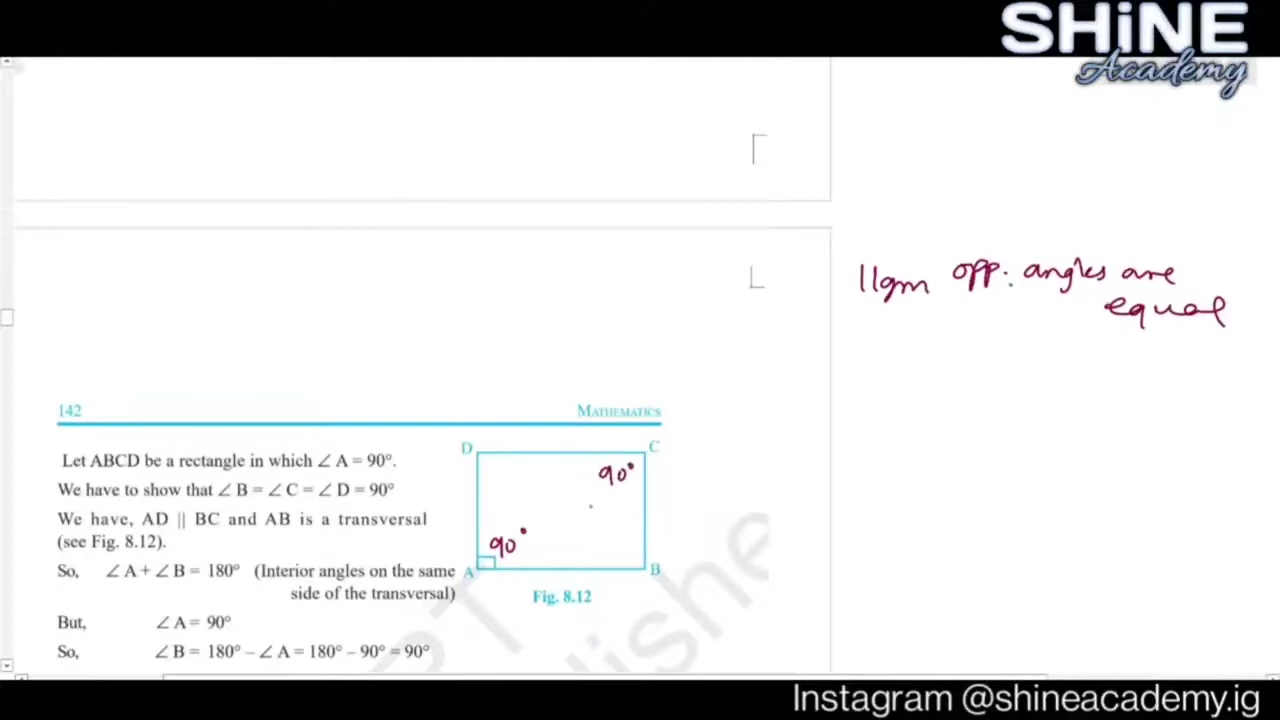 SHiNE
Academy
||gm opp. angles are
equal
142 MATHEMATICS
Let ABCD be a rectangle in which ∠ A = 90°.
We have to show that ∠ B = ∠ C = ∠ D = 90°
We have, AD || BC and AB is a transversal
(see Fig. 8.12).
So, ∠ A + ∠ B = 180° (Interior angles on the same
side of the transversal)
But, ∠ A = 90°
So, ∠ B = 180° – ∠ A = 180° – 90° = 90°
D C
90°
90°
A B
Fig. 8.12
Instagram @shineacademy.ig